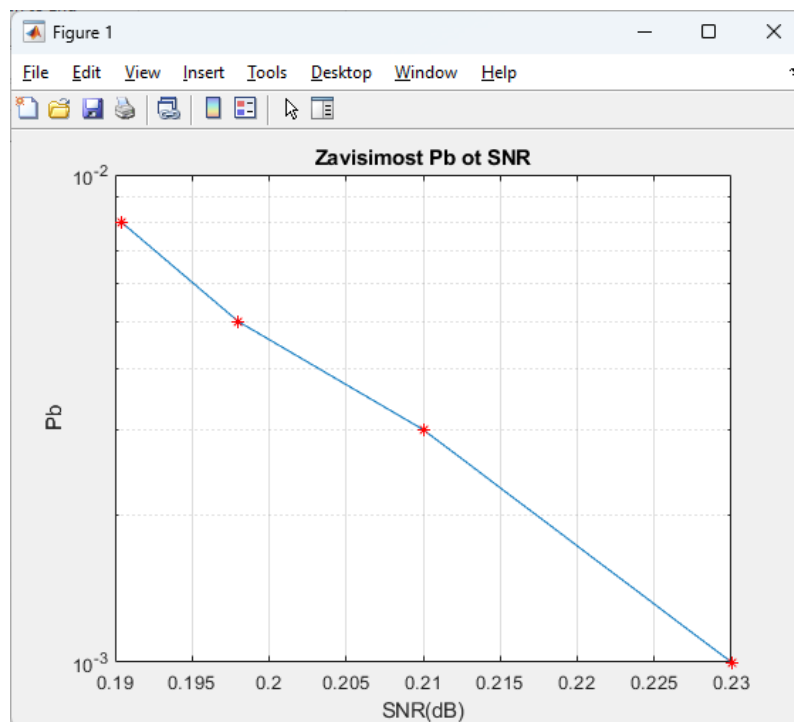 Figure 1
File Edit View Insert Tools Desktop Window Help
Zavisimost Pb ot SNR
10-2
Pb
10-3
0.19 0.195 0.2 0.205 0.21 0.215 0.22 0.225 0.23
SNR(dB)